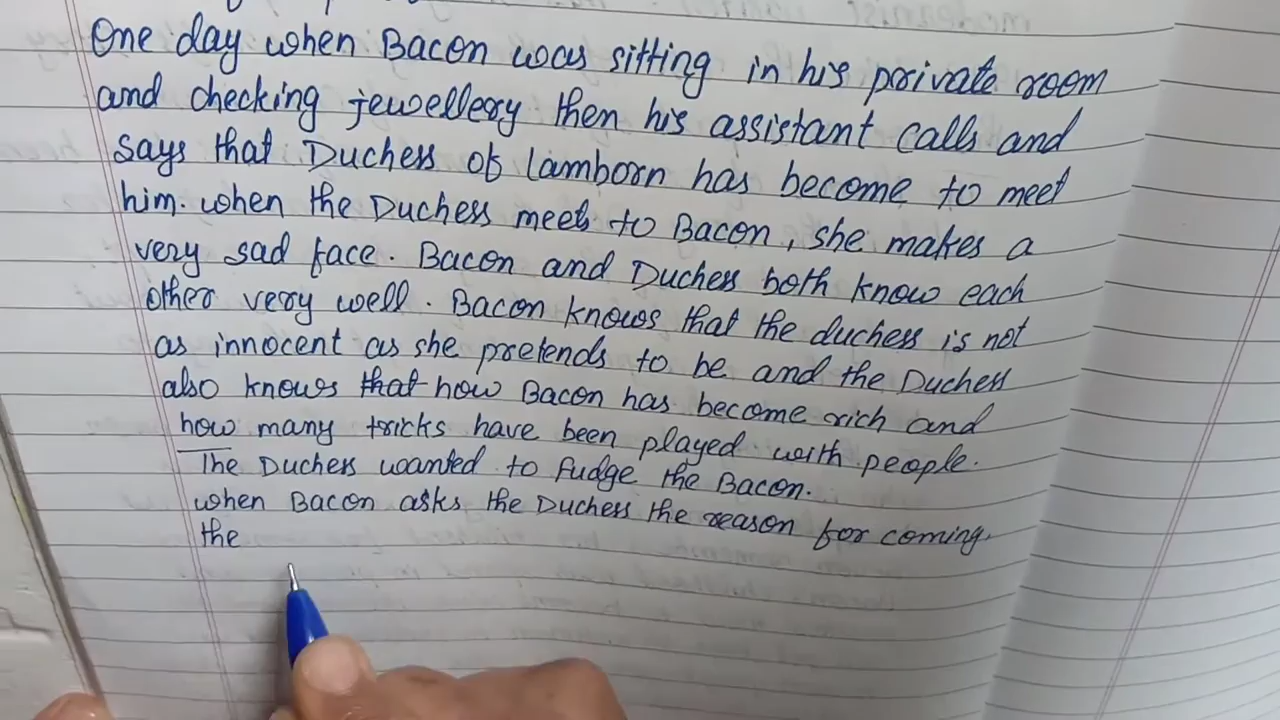 One day when Bacon was sitting in his private room
and checking jewellery then his assistant calls and
says that Duchess of Lamborn has become to meet
him. when the Duchess meets to Bacon, she makes a
very sad face. Bacon and Duchess both know each
other very well. Bacon knows that the duchess is not
as innocent as she pretends to be and the Duchess
also knows that how Bacon has become rich and
how many tricks have been played with people.
The Duchess wanted to fudge the Bacon.
when Bacon asks the Duchess the reason for coming.
the